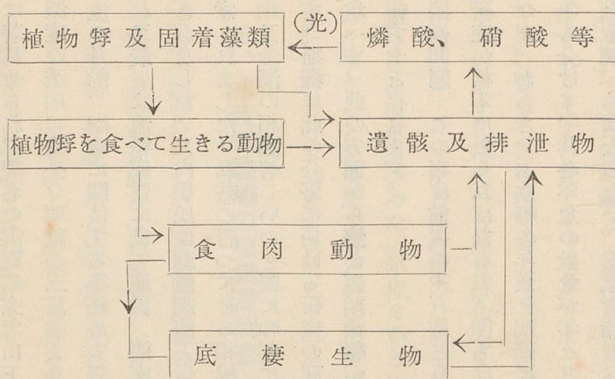 植物蜉及固着藻類
(光)
燐酸、硝酸等
植物蜉を食べて生きる動物
遺骸及排泄物
食肉動物
底棲生物